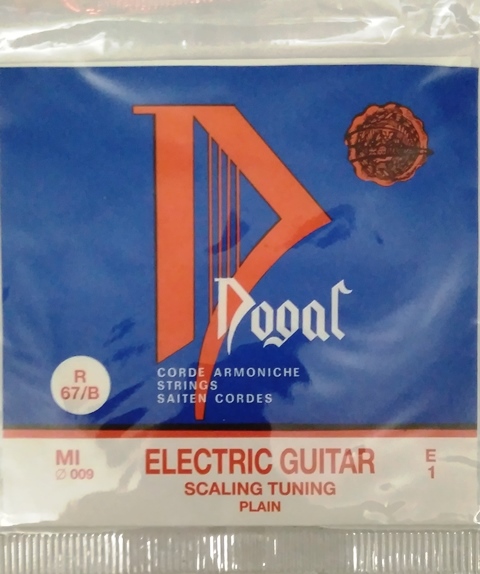 Dogal
CORDE ARMONICHE
STRINGS
SAITEN CORDES
R
67/B
MI
Ø 009
ELECTRIC GUITAR
SCALING TUNING
PLAIN
E
1